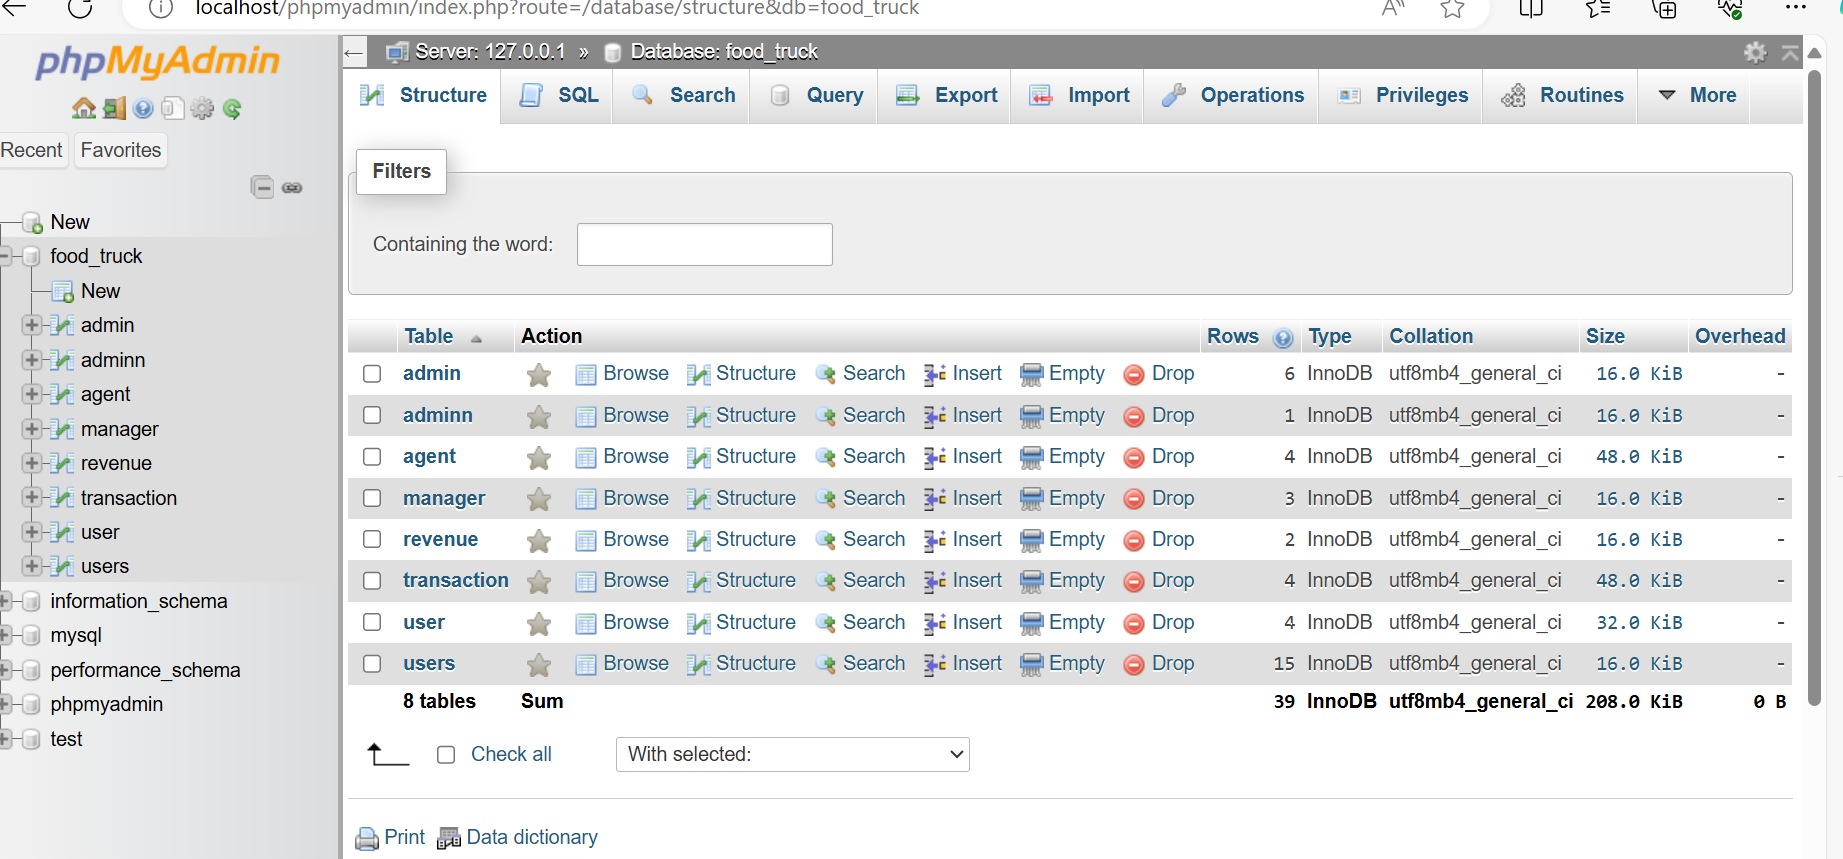 localhost/phpmyadmin/index.php?route=/database/structure&db=food_truck
phpMyAdmin
Recent Favorites
New
food_truck
New
admin
adminn
agent
manager
revenue
transaction
user
users
information_schema
mysql
performance_schema
phpmyadmin
test
Server: 127.0.0.1 » Database: food_truck
Structure SQL Search Query Export Import Operations Privileges Routines More
Filters
Containing the word:
Table Action Rows Type Collation Size Overhead
admin Browse Structure Search Insert Empty Drop 6 InnoDB utf8mb4_general_ci 16.0 KiB -
adminn Browse Structure Search Insert Empty Drop 1 InnoDB utf8mb4_general_ci 16.0 KiB -
agent Browse Structure Search Insert Empty Drop 4 InnoDB utf8mb4_general_ci 48.0 KiB -
manager Browse Structure Search Insert Empty Drop 3 InnoDB utf8mb4_general_ci 16.0 KiB -
revenue Browse Structure Search Insert Empty Drop 2 InnoDB utf8mb4_general_ci 16.0 KiB -
transaction Browse Structure Search Insert Empty Drop 4 InnoDB utf8mb4_general_ci 48.0 KiB -
user Browse Structure Search Insert Empty Drop 4 InnoDB utf8mb4_general_ci 32.0 KiB -
users Browse Structure Search Insert Empty Drop 15 InnoDB utf8mb4_general_ci 16.0 KiB -
8 tables Sum 39 InnoDB utf8mb4_general_ci 208.0 KiB 0 B
Check all With selected:
Print Data dictionary